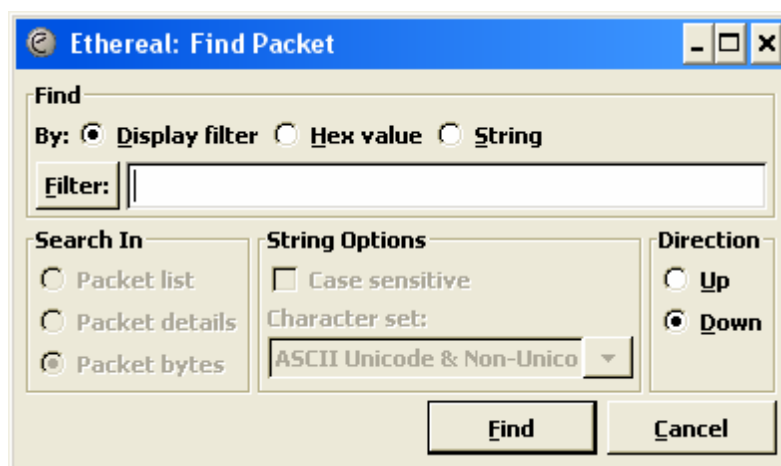 Ethereal: Find Packet
Find
By: Display filter Hex value String
Filter:
Search In
Packet list
Packet details
Packet bytes
String Options
Case sensitive
Character set:
ASCII Unicode & Non-Unico
Direction
Up
Down
Find Cancel